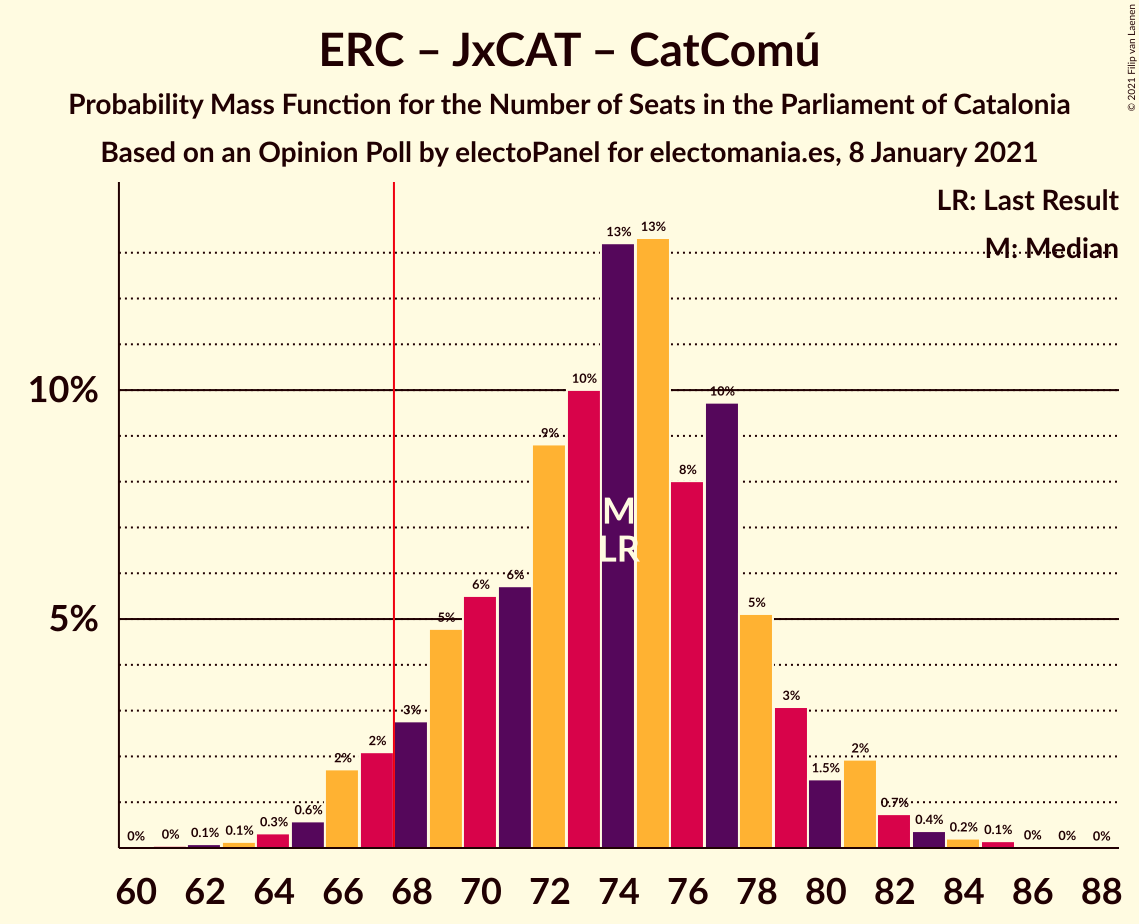 ERC – JxCAT – CatComú
Probability Mass Function for the Number of Seats in the Parliament of Catalonia
Based on an Opinion Poll by electoPanel for electomania.es, 8 January 2021
© 2021 Filip van Laenen
LR: Last Result
M: Median
10%
5%
0% 0% 0.1% 0.1% 0.3% 0.6% 2% 2% 3% 5% 6% 6% 9% 10% 13% 13% 8% 10% 5% 3% 1.5% 2% 0.7% 0.4% 0.2% 0.1% 0% 0% 0%
M
LR
60 62 64 66 68 70 72 74 76 78 80 82 84 86 88